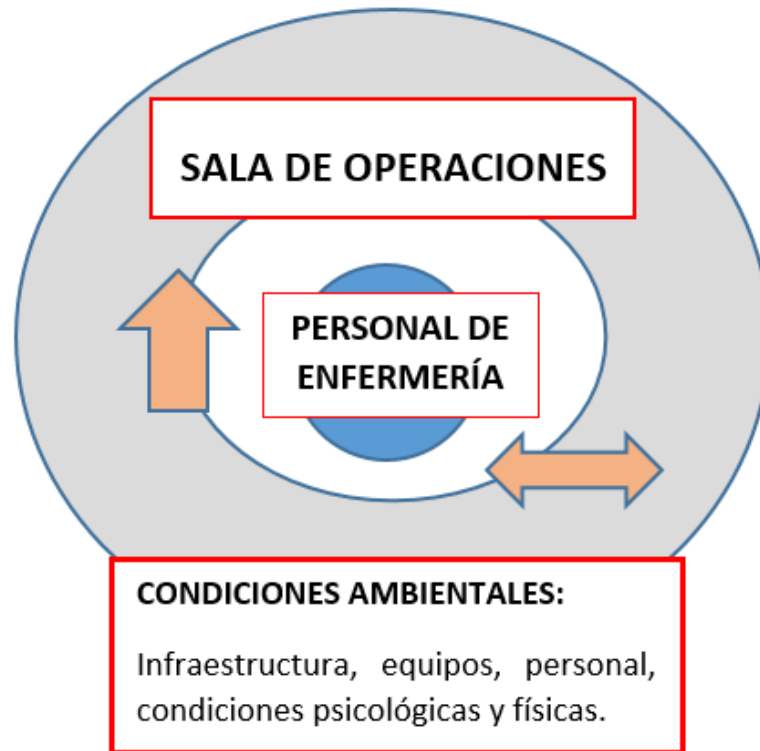 SALA DE OPERACIONES
PERSONAL DE
ENFERMERÍA
CONDICIONES AMBIENTALES:
Infraestructura, equipos, personal,
condiciones psicológicas y físicas.